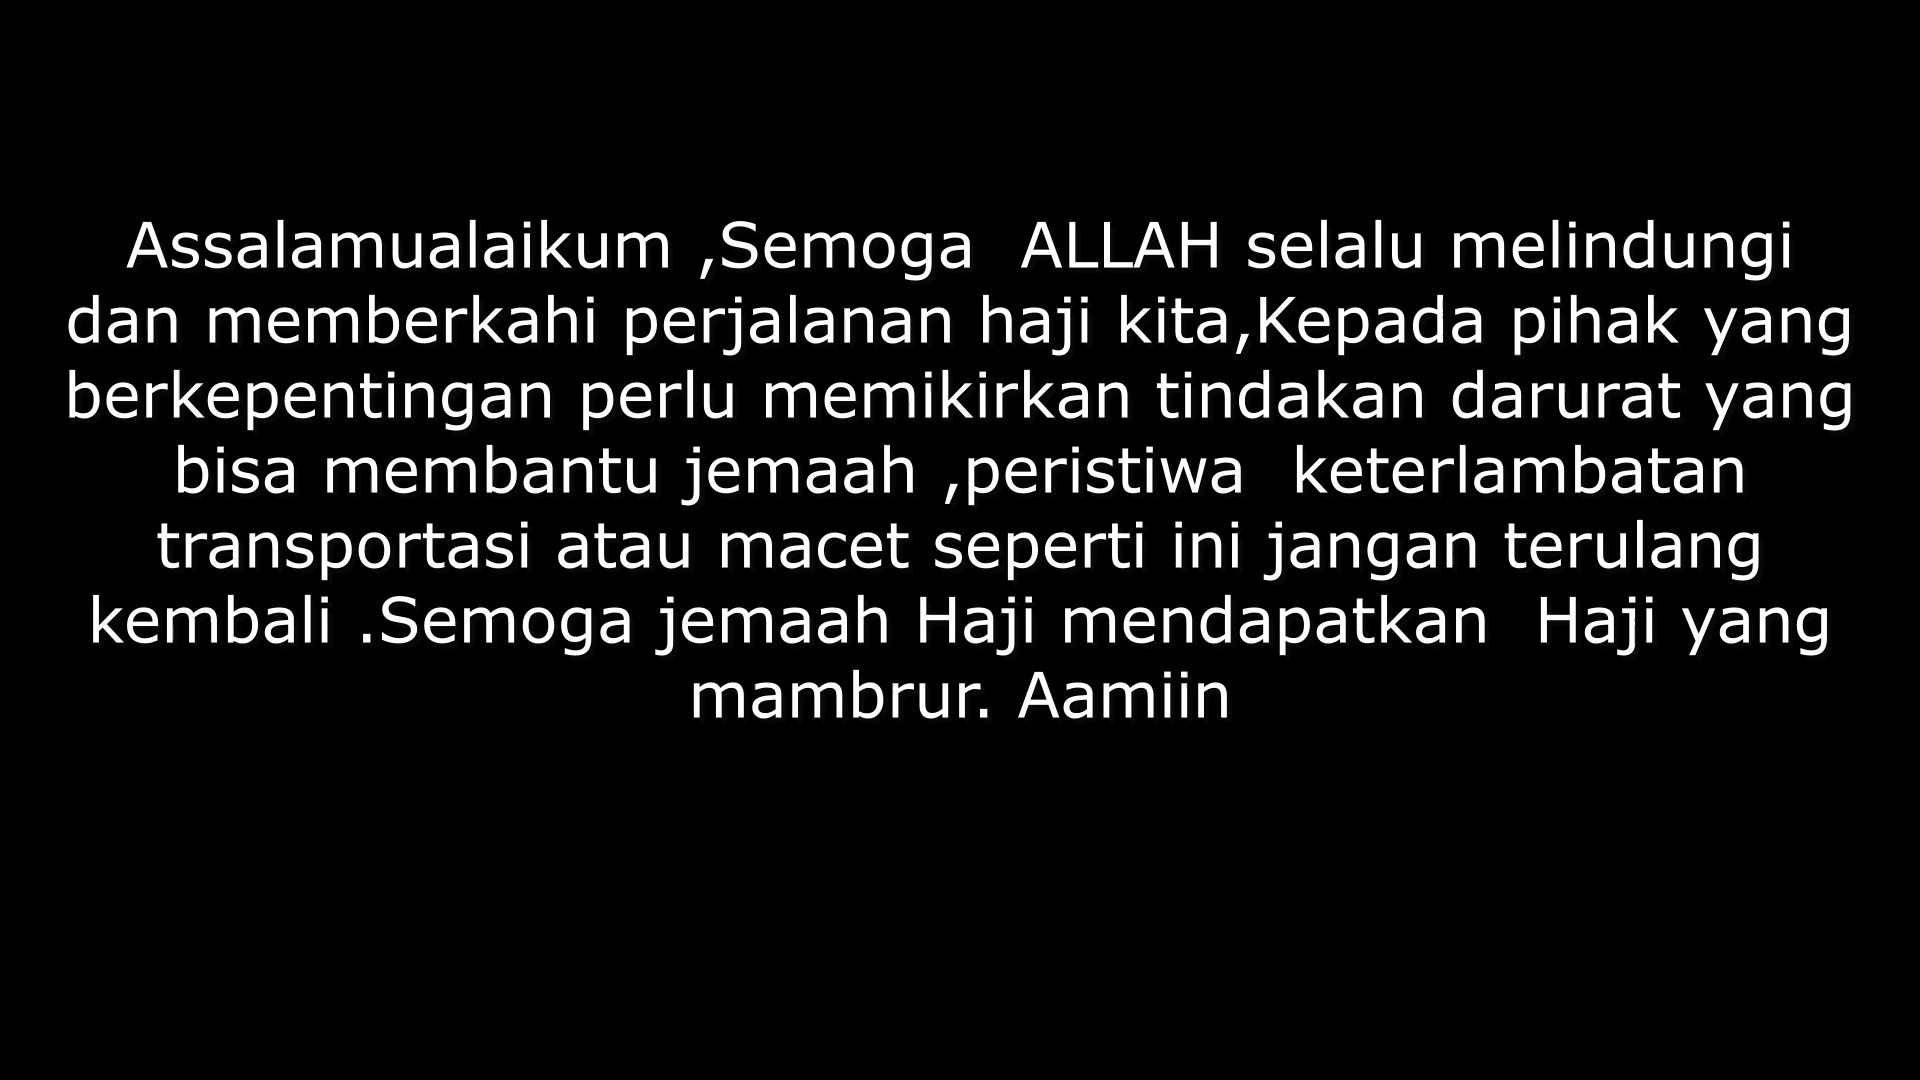 Assalamualaikum ,Semoga  ALLAH selalu melindungi
dan memberkahi perjalanan haji kita,Kepada pihak yang
berkepentingan perlu memikirkan tindakan darurat yang
bisa membantu jemaah ,peristiwa  keterlambatan
transportasi atau macet seperti ini jangan terulang
kembali .Semoga jemaah Haji mendapatkan  Haji yang
mambrur. Aamiin